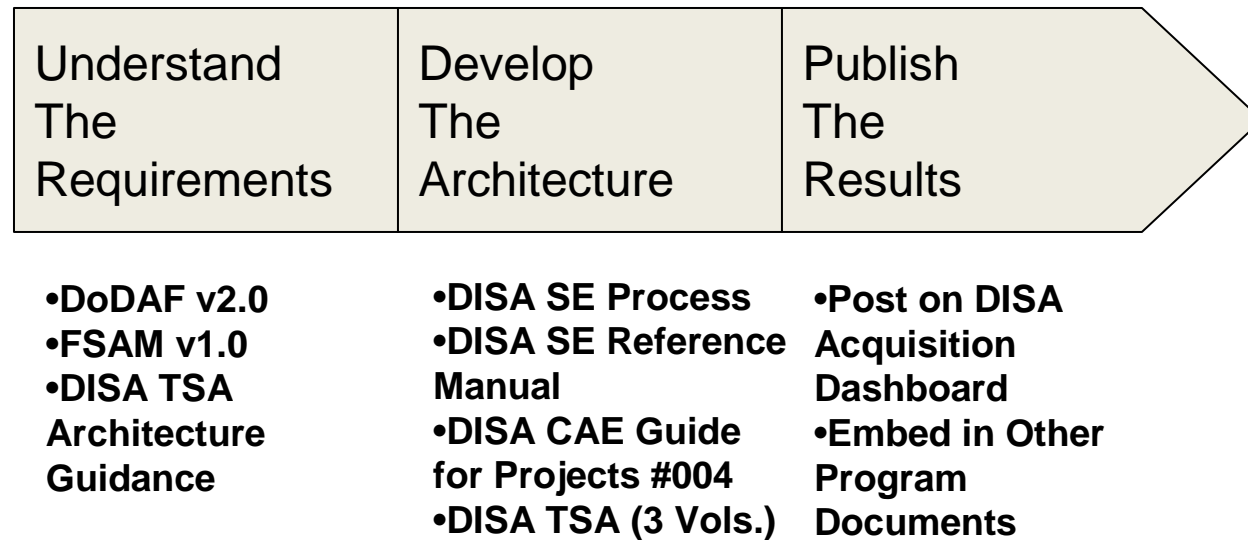 Understand
The
Requirements
Develop
The
Architecture
Publish
The
Results
•DoDAF v2.0
•FSAM v1.0
•DISA TSA
Architecture
Guidance
•DISA SE Process
•DISA SE Reference
Manual
•DISA CAE Guide
for Projects #004
•DISA TSA (3 Vols.)
•Post on DISA
Acquisition
Dashboard
•Embed in Other
Program
Documents